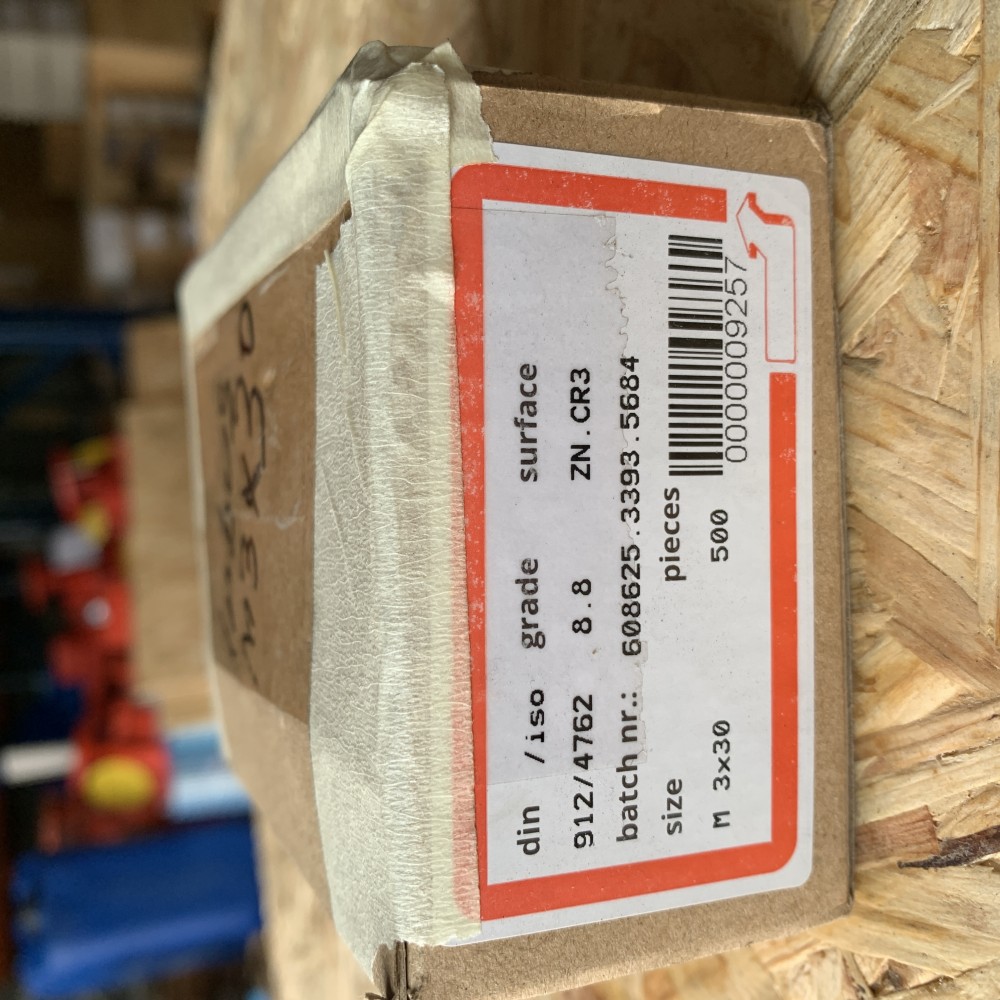 M3x30
din /iso grade surface
912/4762 8.8 ZN.CR3
batch nr.: 608625.3393.5684
size pieces
M 3x30 500
0000009257